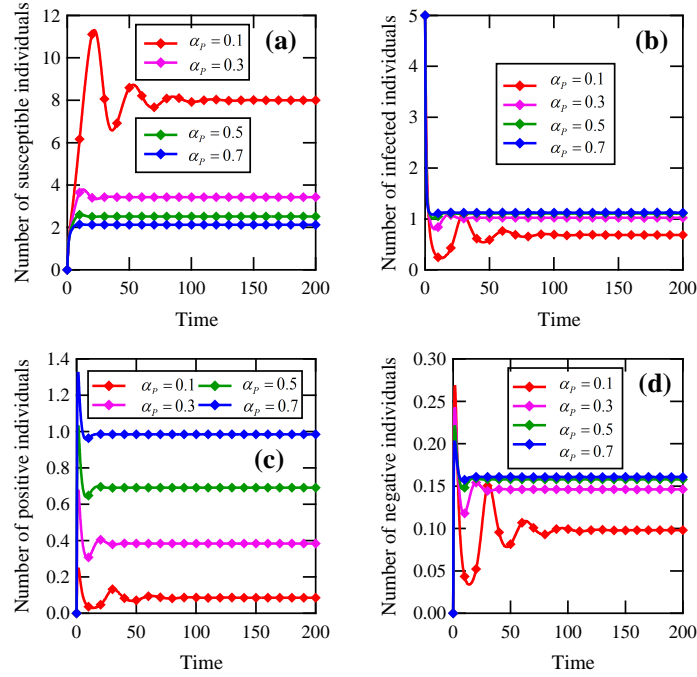 (a)
Number of susceptible individuals
12
10
8
6
4
2
0
α_P = 0.1
α_P = 0.3
α_P = 0.5
α_P = 0.7
0 50 100 150 200
Time
(b)
Number of infected individuals
5
4
3
2
1
0
α_P = 0.1
α_P = 0.3
α_P = 0.5
α_P = 0.7
0 50 100 150 200
Time
(c)
Number of positive individuals
1.4
1.2
1.0
0.8
0.6
0.4
0.2
0.0
α_P = 0.1 α_P = 0.5
α_P = 0.3 α_P = 0.7
0 50 100 150 200
Time
(d)
Number of negative individuals
0.30
0.25
0.20
0.15
0.10
0.05
0.00
α_P = 0.1
α_P = 0.3
α_P = 0.5
α_P = 0.7
0 50 100 150 200
Time